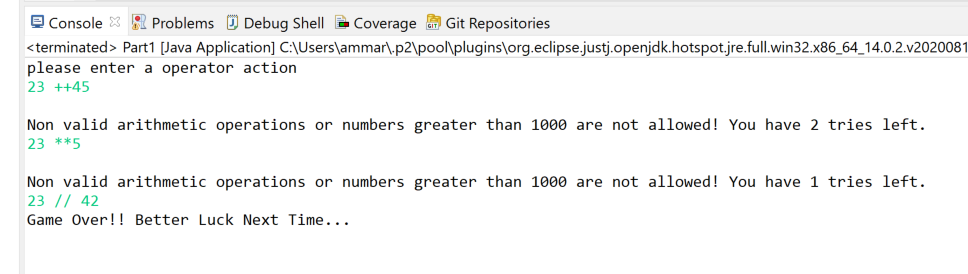 Console Problems Debug Shell Coverage Git Repositories
<terminated> Part1 [Java Application] C:\Users\ammar\.p2\pool\plugins\org.eclipse.justj.openjdk.hotspot.jre.full.win32.x86_64_14.0.2.v2020081
please enter a operator action
23 ++45
Non valid arithmetic operations or numbers greater than 1000 are not allowed! You have 2 tries left.
23 **5
Non valid arithmetic operations or numbers greater than 1000 are not allowed! You have 1 tries left.
23 // 42
Game Over!! Better Luck Next Time...